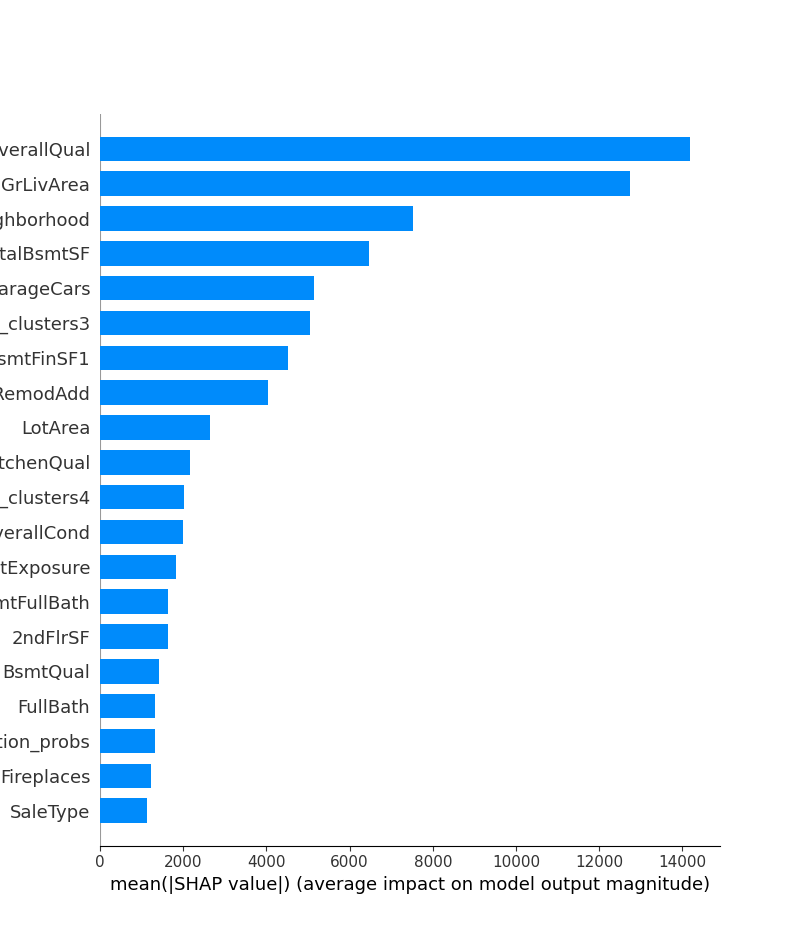 verallQual
GrLivArea
ghborhood
talBsmtSF
arageCars
_clusters3
smtFinSF1
RemodAdd
LotArea
tchenQual
_clusters4
verallCond
tExposure
mtFullBath
2ndFlrSF
BsmtQual
FullBath
tion_probs
Fireplaces
SaleType
0 2000 4000 6000 8000 10000 12000 14000
mean(|SHAP value|) (average impact on model output magnitude)